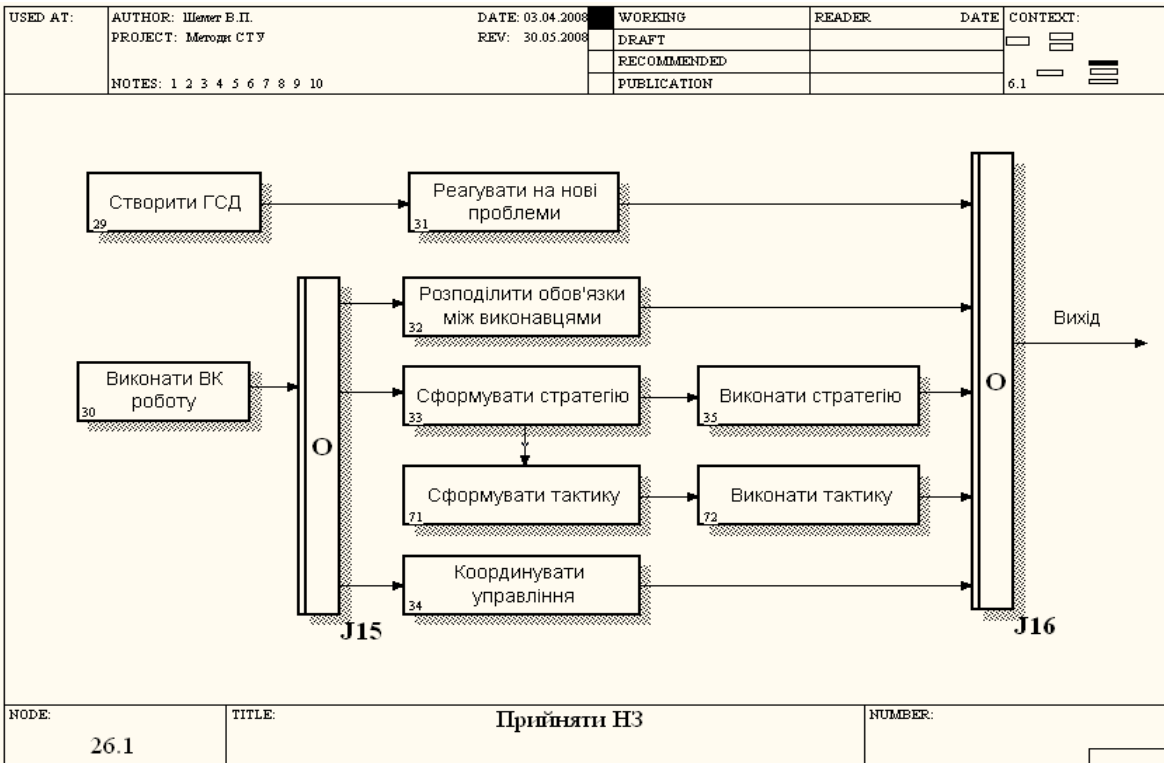 USED AT:
AUTHOR: Шемет В.П.
DATE: 03.04.2008
WORKING
READER
DATE
CONTEXT:
PROJECT: Методи СТУ
REV: 30.05.2008
DRAFT
RECOMMENDED
NOTES: 1 2 3 4 5 6 7 8 9 10
PUBLICATION
6.1
Створити ГСД
29
Реагувати на нові
проблеми
31
Розподілити обов'язки
між виконавцями
32
Вихід
Виконати ВК
роботу
30
O
Сформувати стратегію
33
Виконати стратегію
35
O
Сформувати тактику
71
Виконати тактику
72
Координувати
управління
34
J15
J16
NODE:
26.1
TITLE:
Прийняти НЗ
NUMBER: